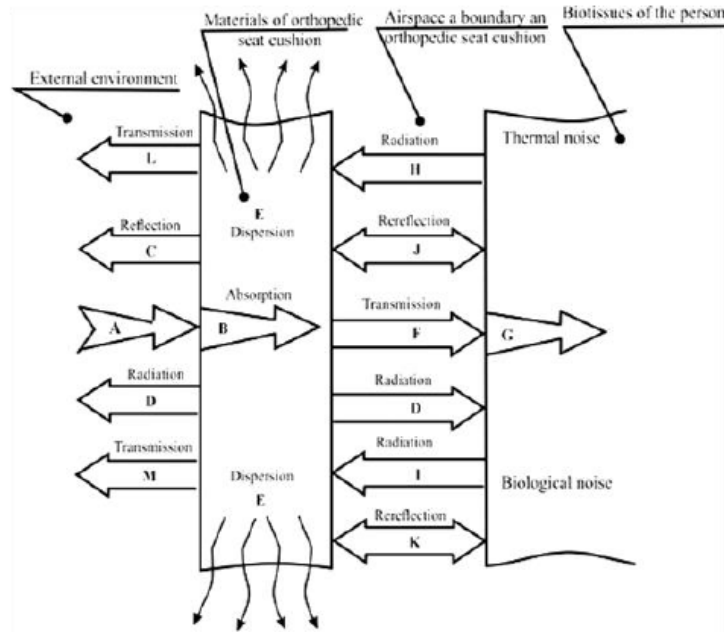 Materials of orthopedic
seat cushion
Airspace a boundary an
orthopedic seat cushion
Biotissues of the person
External environment
Transmission
L
Radiation
H
Thermal noise
E
Dispersion
Reflection
C
Rereflection
J
Absorption
A
B
Transmission
F
G
Radiation
D
Radiation
D
Transmission
M
Radiation
I
Dispersion
E
Biological noise
Rereflection
K